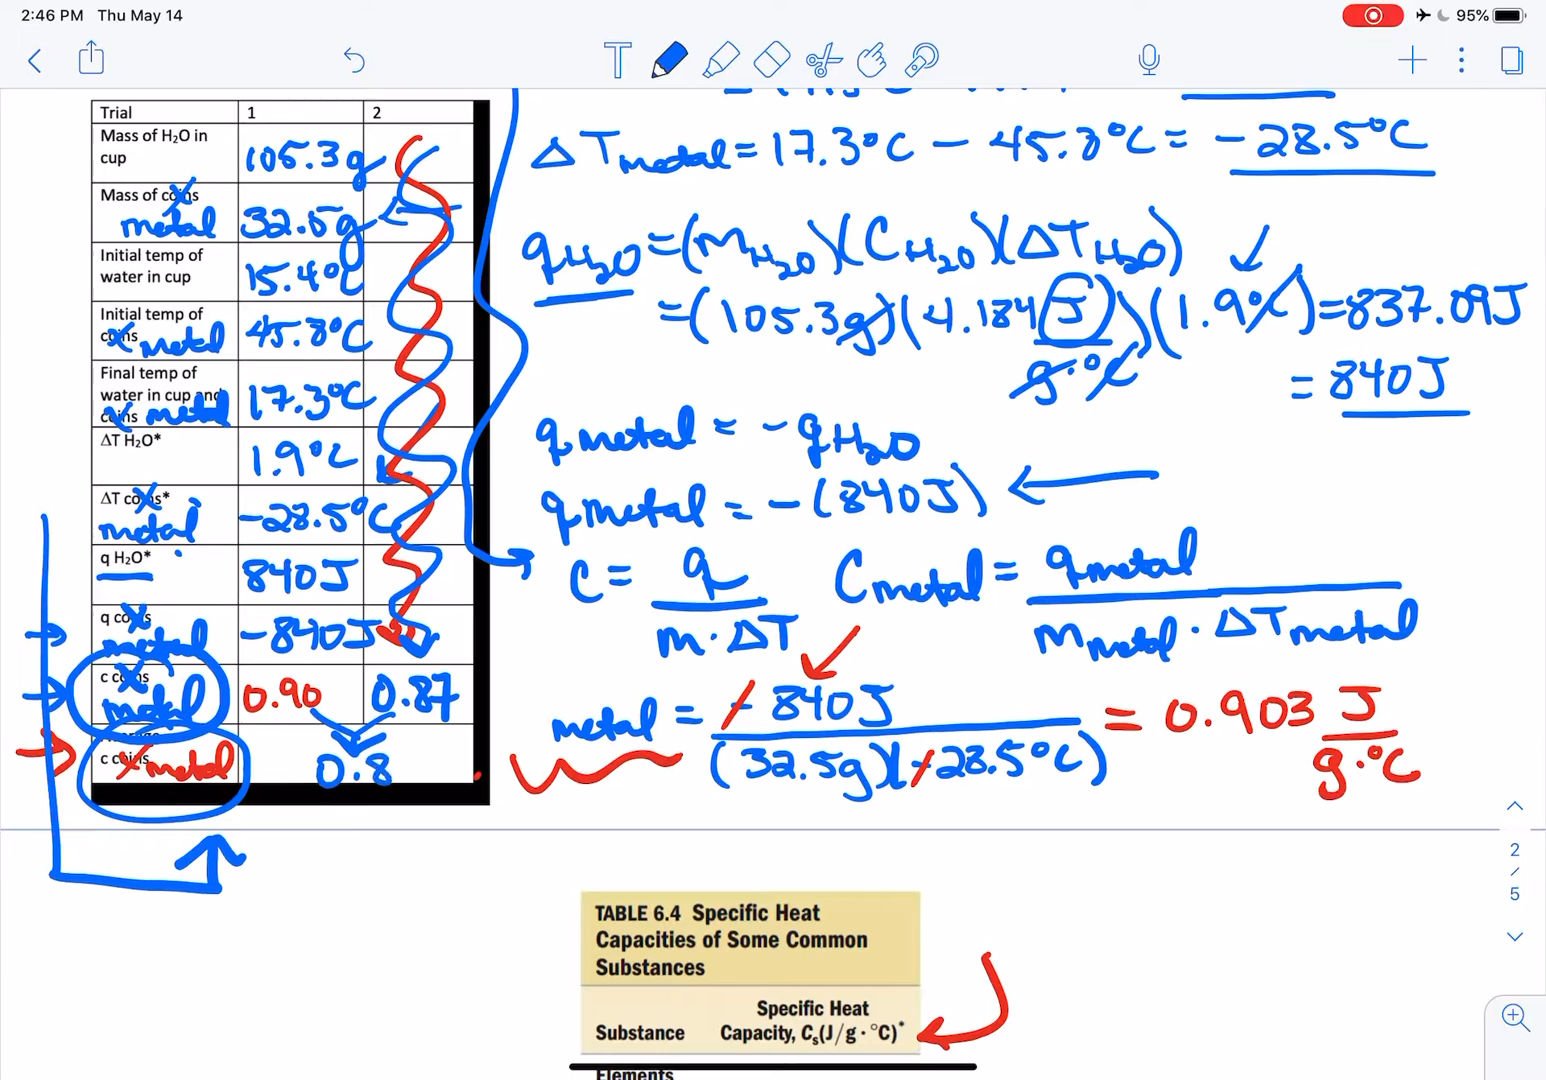 2:46 PM Thu May 14
95%
Trial 1 2
Mass of H₂O in cup 105.3g
Mass of coins metal 32.5g
Initial temp of water in cup 15.4°C
Initial temp of coins metal 45.8°C
Final temp of water in cup and coins metal 17.3°C
ΔT H₂O* 1.9°C
ΔT coins* metal -28.5°C
q H₂O* 840J
q coins metal -840J
c coins metal 0.90 0.87
c coins metal 0.8
ΔTmetal = 17.3°C - 45.8°C = -28.5°C
qH₂O = (mH₂O)(CH₂O)(ΔTH₂O)
= (105.3g)(4.184 J/g·°C)(1.9°C) = 837.09J
= 840J
qmetal = -qH₂O
qmetal = -(840J)
C = q / m·ΔT Cmetal = qmetal / mmetal·ΔTmetal
metal = -840J / (32.5g)(-28.5°C) = 0.903 J/g·°C
2
/
5
TABLE 6.4 Specific Heat
Capacities of Some Common
Substances
Specific Heat
Substance Capacity, Cs(J/g·°C)*
Elements